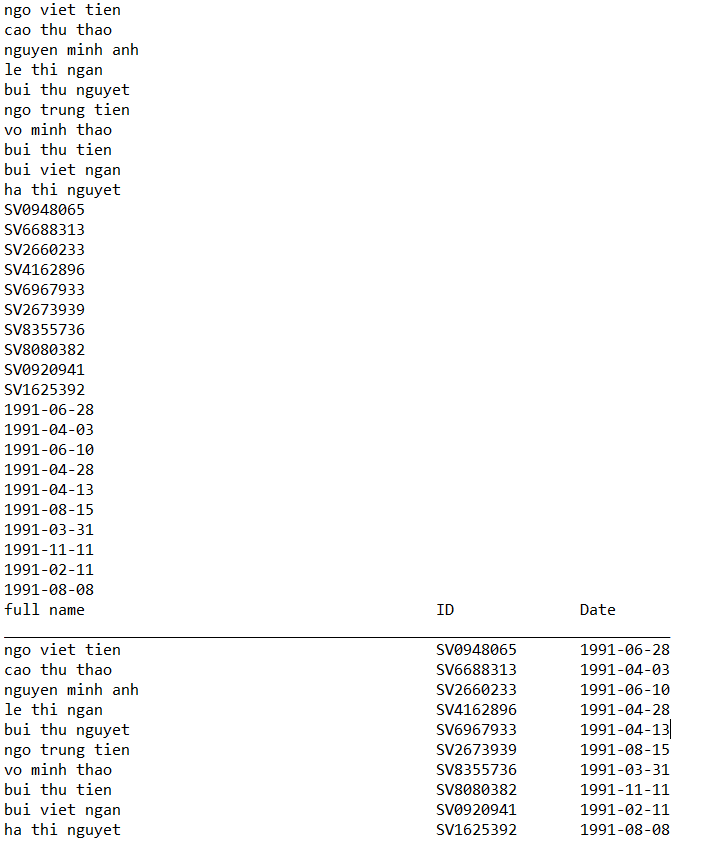 ngo viet tien
cao thu thao
nguyen minh anh
le thi ngan
bui thu nguyet
ngo trung tien
vo minh thao
bui thu tien
bui viet ngan
ha thi nguyet
SV0948065
SV6688313
SV2660233
SV4162896
SV6967933
SV2673939
SV8355736
SV8080382
SV0920941
SV1625392
1991-06-28
1991-04-03
1991-06-10
1991-04-28
1991-04-13
1991-08-15
1991-03-31
1991-11-11
1991-02-11
1991-08-08
full name ID Date
ngo viet tien SV0948065 1991-06-28
cao thu thao SV6688313 1991-04-03
nguyen minh anh SV2660233 1991-06-10
le thi ngan SV4162896 1991-04-28
bui thu nguyet SV6967933 1991-04-13
ngo trung tien SV2673939 1991-08-15
vo minh thao SV8355736 1991-03-31
bui thu tien SV8080382 1991-11-11
bui viet ngan SV0920941 1991-02-11
ha thi nguyet SV1625392 1991-08-08